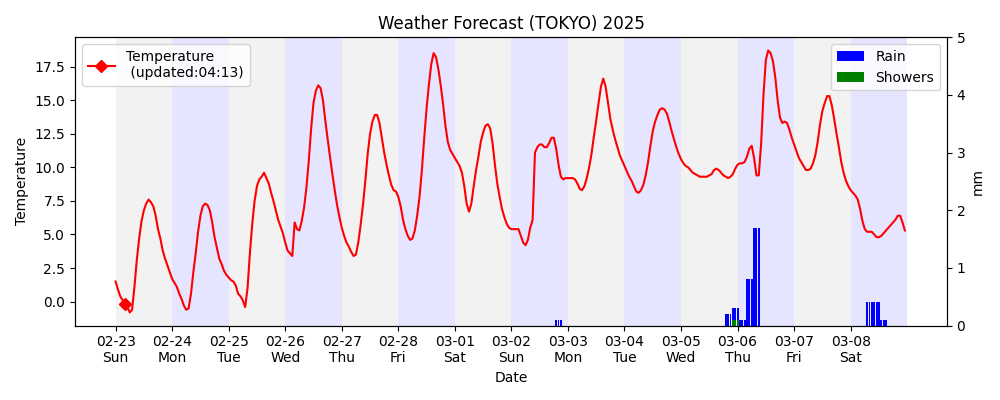 Weather Forecast (TOKYO) 2025
Temperature
(updated:04:13)
Rain
Showers
Temperature
17.5
15.0
12.5
10.0
7.5
5.0
2.5
0.0
5
4
3
2
1
0
mm
02-23 02-24 02-25 02-26 02-27 02-28 03-01 03-02 03-03 03-04 03-05 03-06 03-07 03-08
Sun Mon Tue Wed Thu Fri Sat Sun Mon Tue Wed Thu Fri Sat
Date